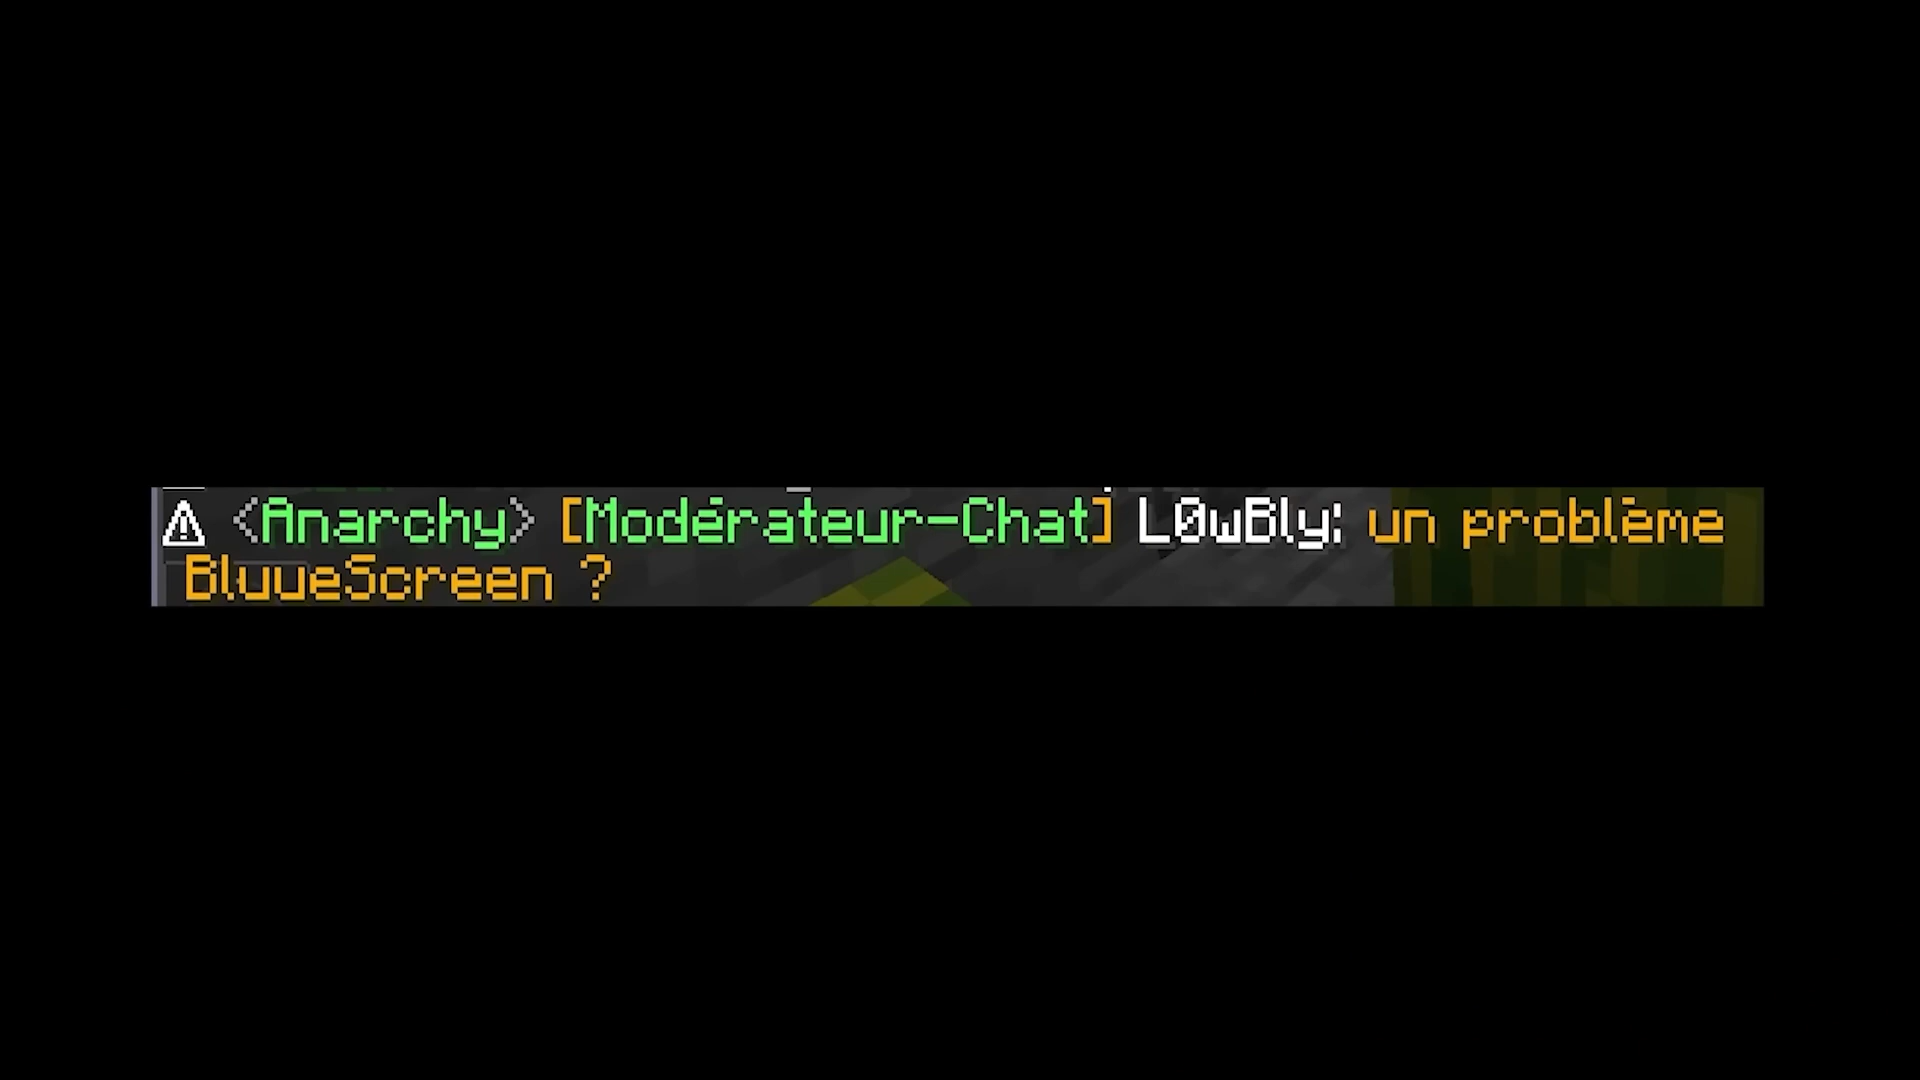 ⚠ <Anarchy> [Modérateur-Chat] L0wBly: un problème
BluueScreen ?